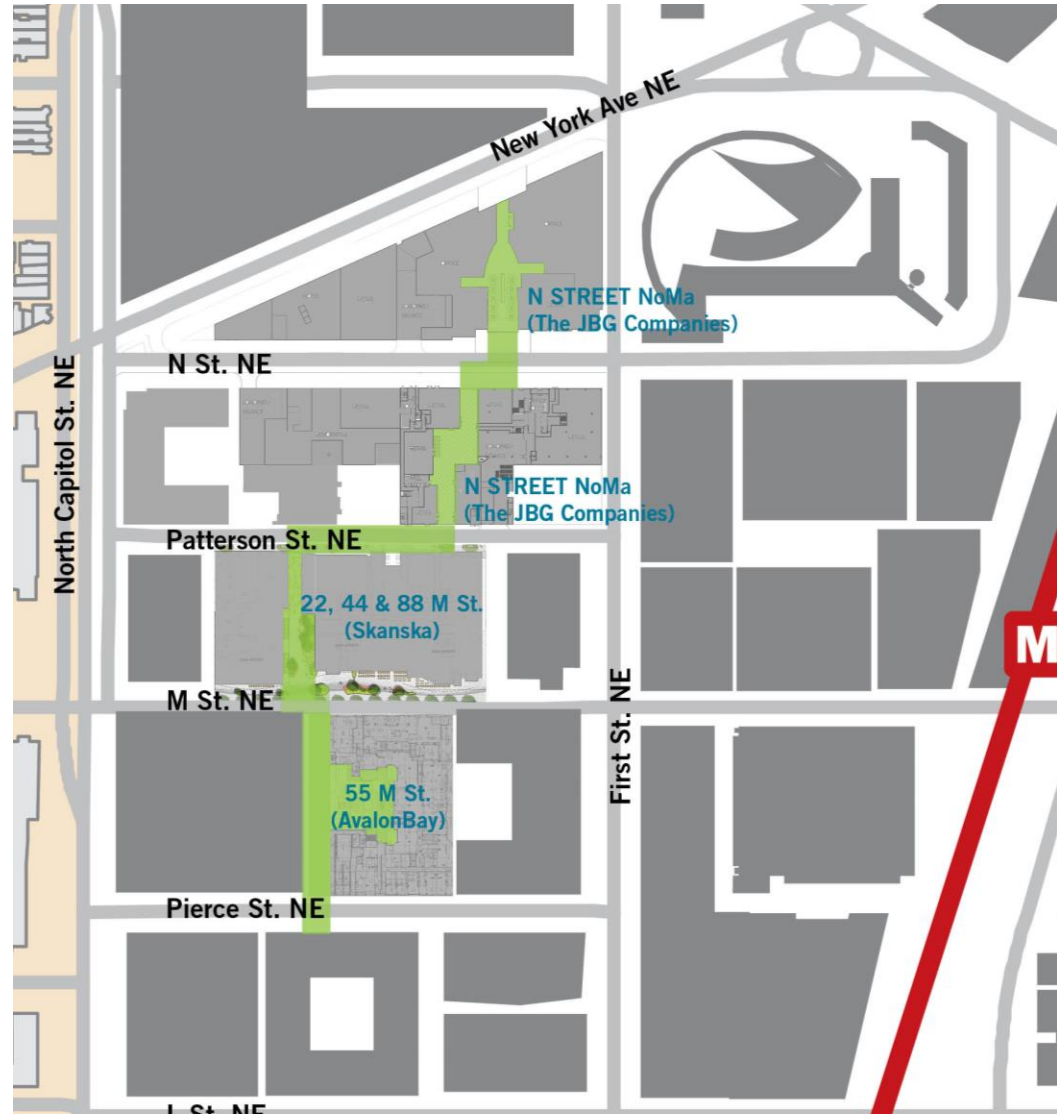 New York Ave NE
N STREET NoMa
(The JBG Companies)
N St. NE
North Capitol St. NE
N STREET NoMa
(The JBG Companies)
Patterson St. NE
22, 44 & 88 M St.
(Skanska)
M
M St. NE
First St. NE
55 M St.
(AvalonBay)
Pierce St. NE
L St. NE